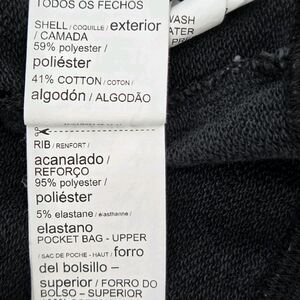 TODOS OS FECHOS
SHELL / COQUILLE / exterior
/ CAMADA
59% polyester /
poliéster
41% COTTON / COTON /
algodón / ALGODÃO
RIB / RENFORT /
acanalado /
REFORÇO
95% polyester /
poliéster
5% elastane / élasthanne /
elastano
POCKET BAG - UPPER
/ SAC DE POCHE - HAUT / forro
del bolsillo –
superior / FORRO DO
BOLSO – SUPERIOR
WASH